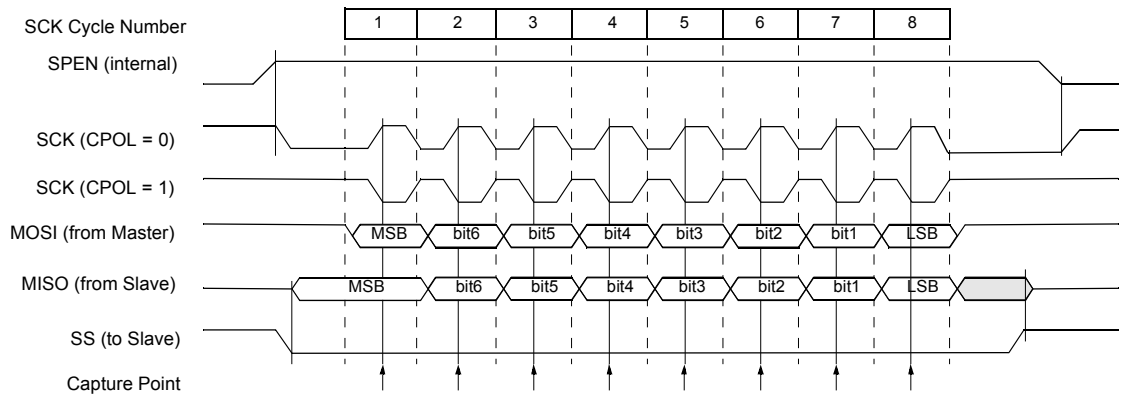 SCK Cycle Number 1 2 3 4 5 6 7 8
SPEN (internal)
SCK (CPOL = 0)
SCK (CPOL = 1)
MOSI (from Master) MSB bit6 bit5 bit4 bit3 bit2 bit1 LSB
MISO (from Slave) MSB bit6 bit5 bit4 bit3 bit2 bit1 LSB
SS (to Slave)
Capture Point